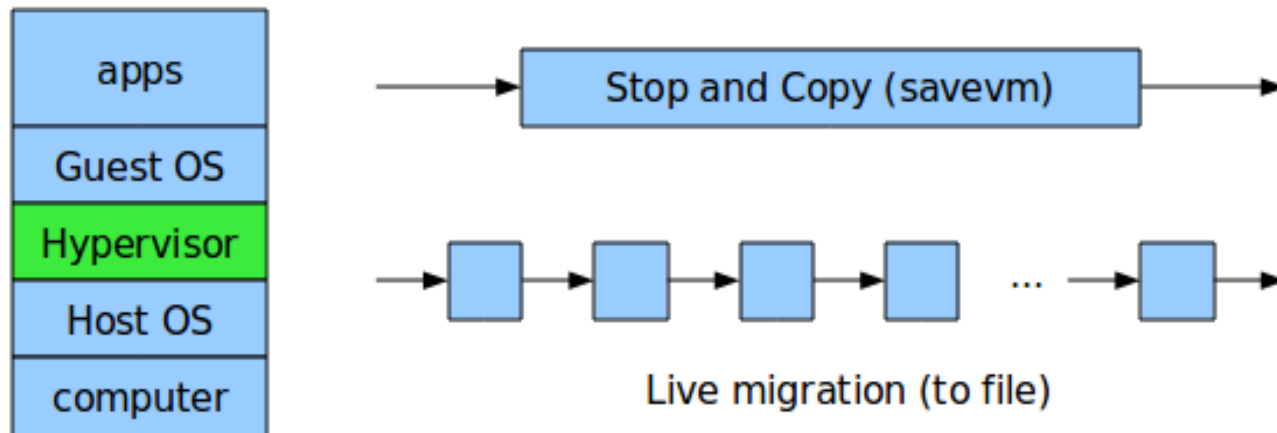 apps
Guest OS
Hypervisor
Host OS
computer
Stop and Copy (savevm)
...
Live migration (to file)